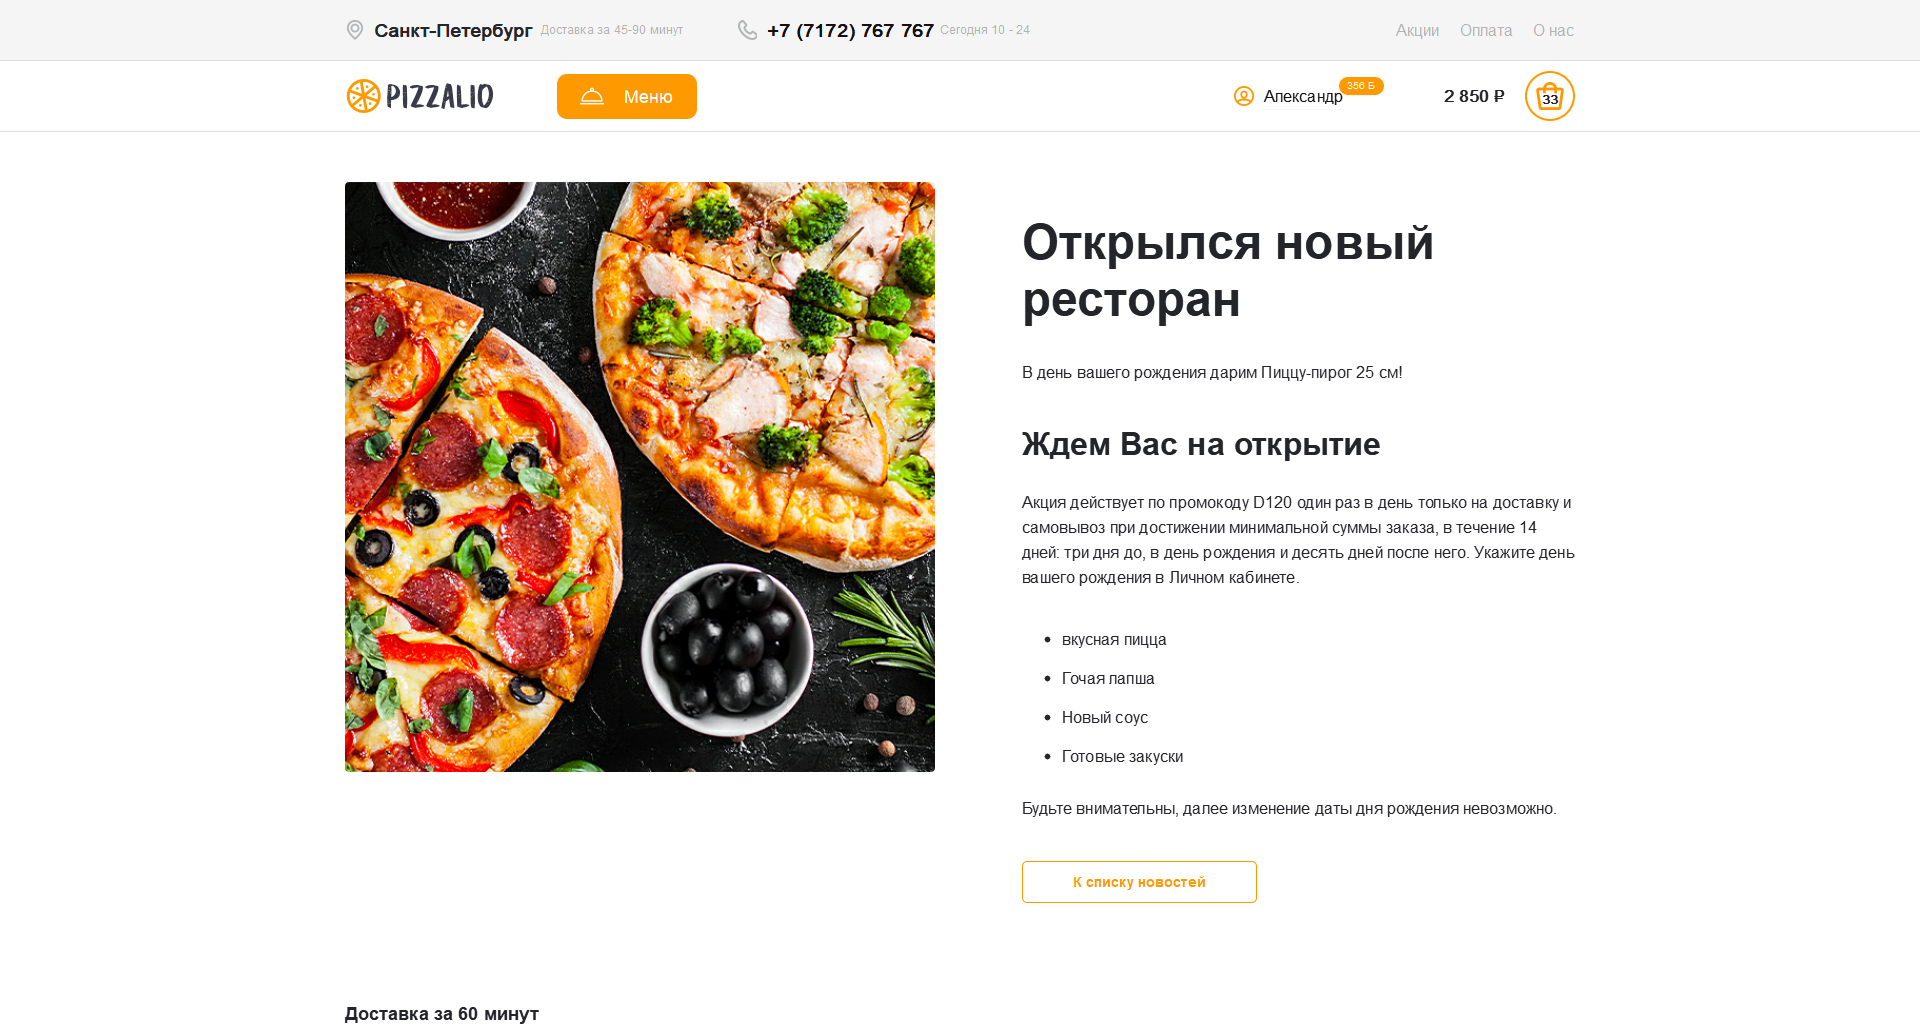 Санкт-Петербург Доставка за 45-90 минут +7 (7172) 767 767 Сегодня 10 - 24 Акции Оплата О нас
PIZZALIO Меню Александр 356 Б 2 850 ₽ 33
Открылся новый
ресторан
В день вашего рождения дарим Пиццу-пирог 25 см!
Ждем Вас на открытие
Акция действует по промокоду D120 один раз в день только на доставку и
самовывоз при достижении минимальной суммы заказа, в течение 14
дней: три дня до, в день рождения и десять дней после него. Укажите день
вашего рождения в Личном кабинете.
• вкусная пицца
• Гочая лапша
• Новый соус
• Готовые закуски
Будьте внимательны, далее изменение даты дня рождения невозможно.
К списку новостей
Доставка за 60 минут